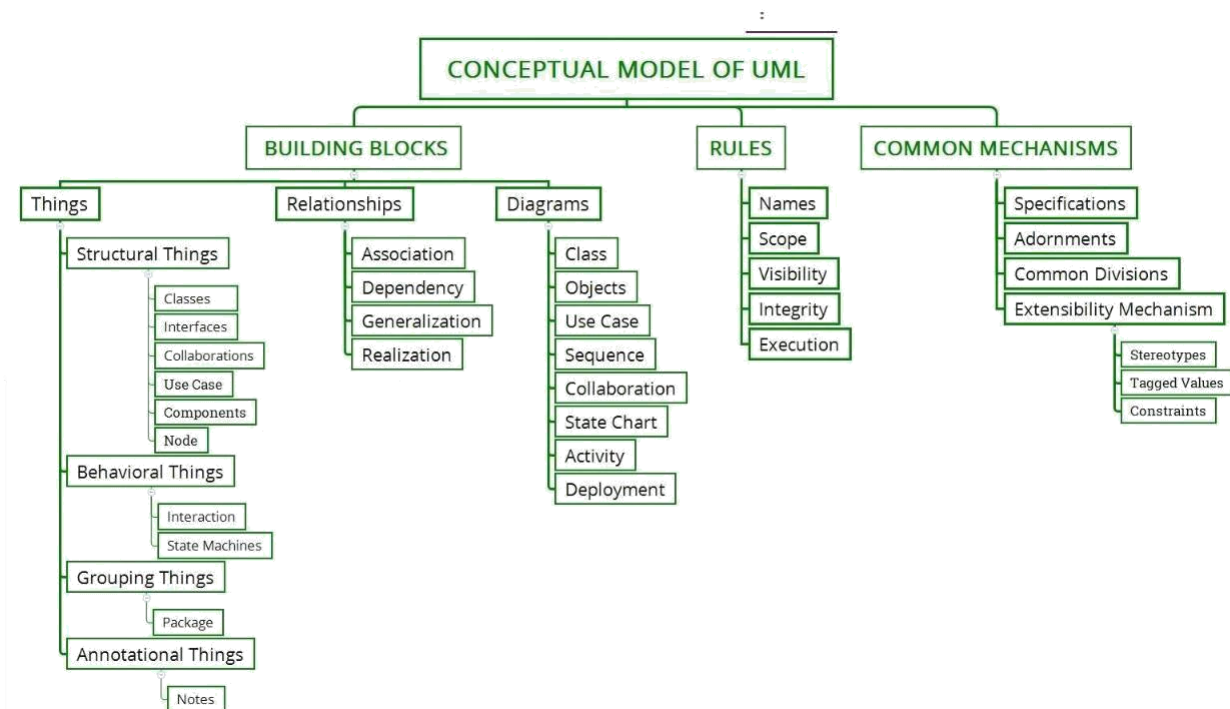 :
CONCEPTUAL MODEL OF UML
BUILDING BLOCKS
RULES
COMMON MECHANISMS
Things
Structural Things
Classes
Interfaces
Collaborations
Use Case
Components
Node
Behavioral Things
Interaction
State Machines
Grouping Things
Package
Annotational Things
Notes
Relationships
Association
Dependency
Generalization
Realization
Diagrams
Class
Objects
Use Case
Sequence
Collaboration
State Chart
Activity
Deployment
Names
Scope
Visibility
Integrity
Execution
Specifications
Adornments
Common Divisions
Extensibility Mechanism
Stereotypes
Tagged Values
Constraints